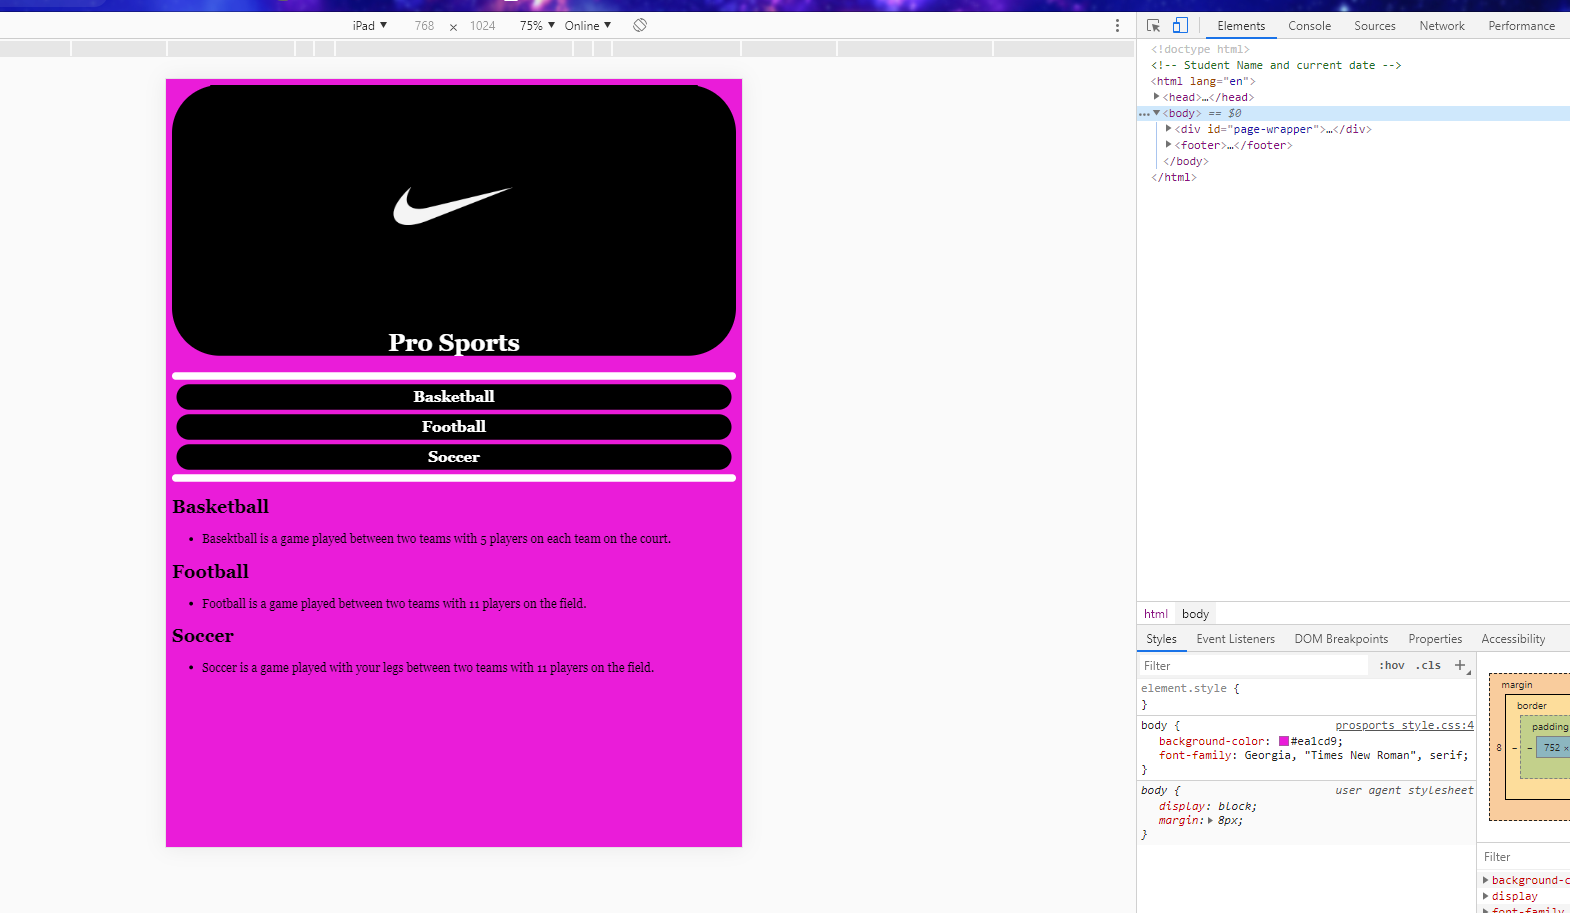 iPad ▼ 768 × 1024 75% ▼ Online ▼
Elements Console Sources Network Performance
<!doctype html>
<!-- Student Name and current date -->
<html lang="en">
<head>…</head>
<body> == $0
<div id="page-wrapper">…</div>
<footer>…</footer>
</body>
</html>
Pro Sports
Basketball
Football
Soccer
Basketball
• Basektball is a game played between two teams with 5 players on each team on the court.
Football
• Football is a game played between two teams with 11 players on the field.
Soccer
• Soccer is a game played with your legs between two teams with 11 players on the field.
html body
Styles Event Listeners DOM Breakpoints Properties Accessibility
Filter :hov .cls +
element.style {
}
body { prosports style.css:4
background-color: #ea1cd9;
font-family: Georgia, "Times New Roman", serif;
}
body { user agent stylesheet
display: block;
margin: 8px;
}
margin
border
padding
8 – – 752 ×
Filter
background-c
display
font-family